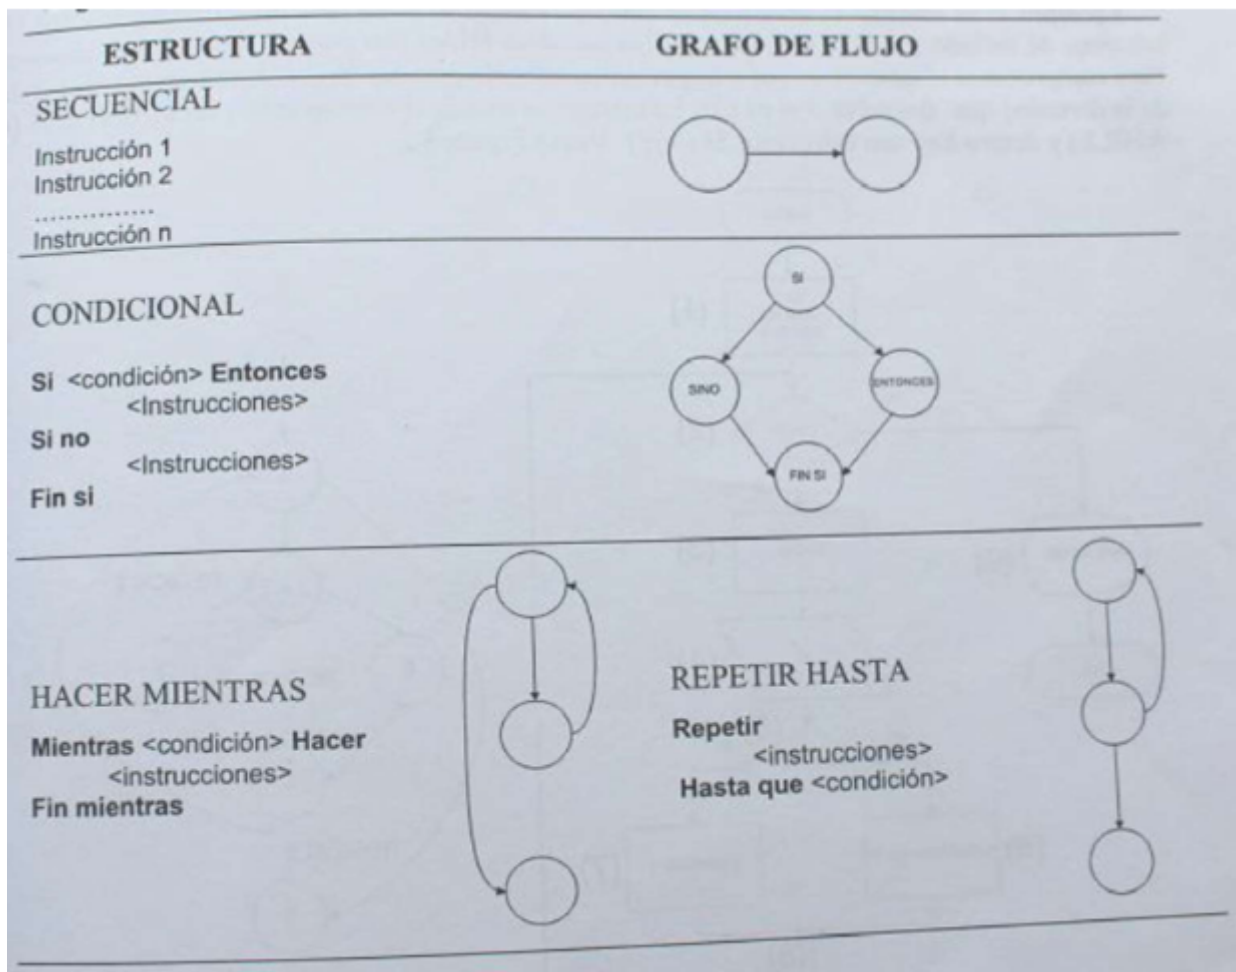 ESTRUCTURA
GRAFO DE FLUJO
SECUENCIAL
Instrucción 1
Instrucción 2
...............
Instrucción n
CONDICIONAL
Si <condición> Entonces
<Instrucciones>
Si no
<Instrucciones>
Fin si
SI
SINO
ENTONCES
FIN SI
HACER MIENTRAS
Mientras <condición> Hacer
<instrucciones>
Fin mientras
REPETIR HASTA
Repetir
<instrucciones>
Hasta que <condición>